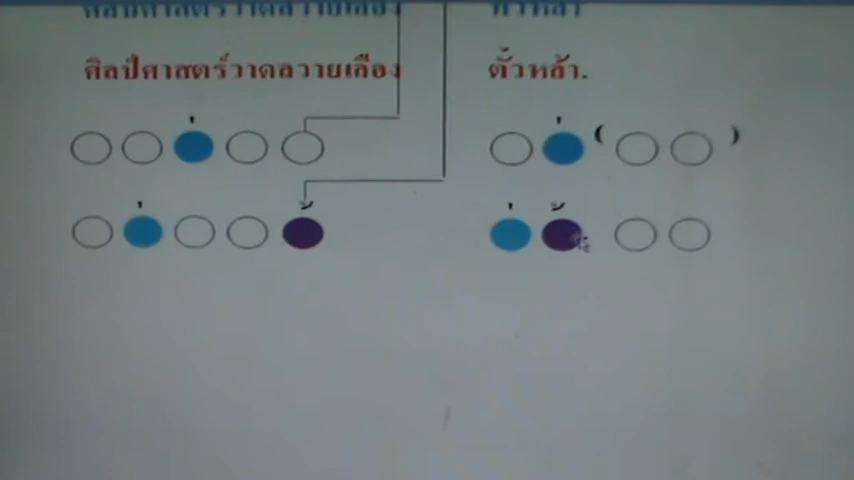 ศิลป์ศาสตร์วาดลวายเลือง ตั้วหล้า.
่ ่ ( )
่ ้ ่ ้